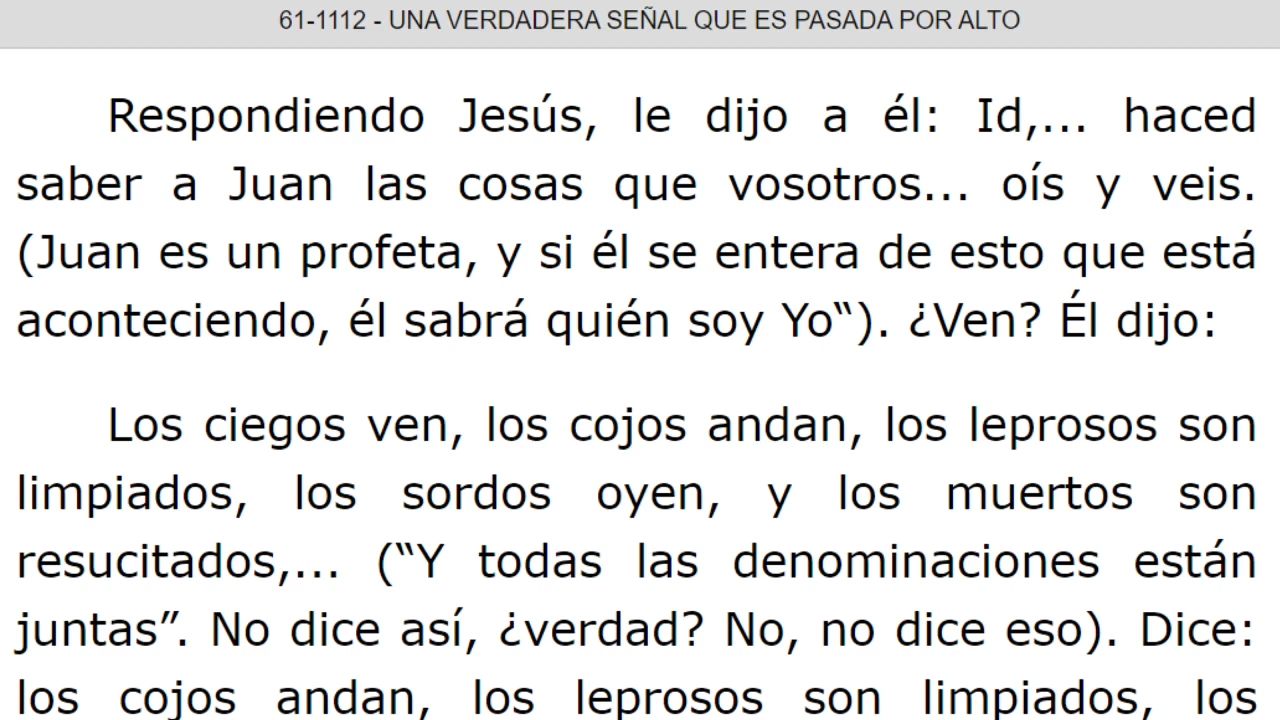 61-1112 - UNA VERDADERA SEÑAL QUE ES PASADA POR ALTO
Respondiendo Jesús, le dijo a él: Id,... haced
saber a Juan las cosas que vosotros... oís y veis.
(Juan es un profeta, y si él se entera de esto que está
aconteciendo, él sabrá quién soy Yo“). ¿Ven? Él dijo:
Los ciegos ven, los cojos andan, los leprosos son
limpiados, los sordos oyen, y los muertos son
resucitados,... (“Y todas las denominaciones están
juntas”. No dice así, ¿verdad? No, no dice eso). Dice:
los cojos andan, los leprosos son limpiados, los